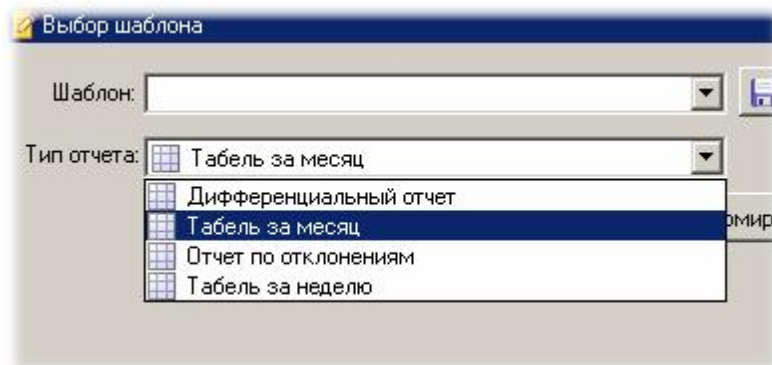 Выбор шаблона
Шаблон:
Тип отчета: Табель за месяц
Дифференциальный отчет
Табель за месяц
Отчет по отклонениям
Табель за неделю